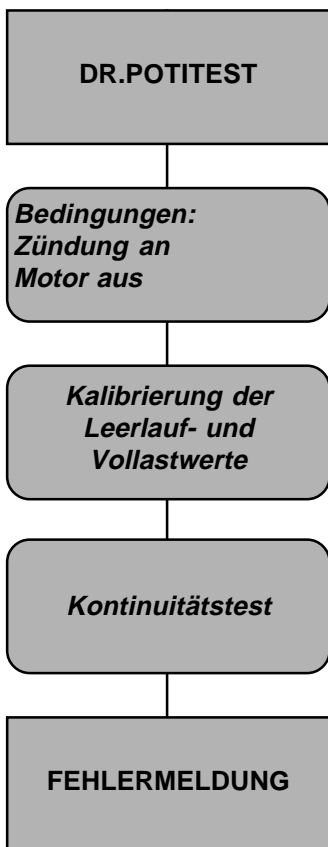 DR.POTITEST
Bedingungen:
Zündung an
Motor aus
Kalibrierung der
Leerlauf- und
Vollastwerte
Kontinuitätstest
FEHLERMELDUNG